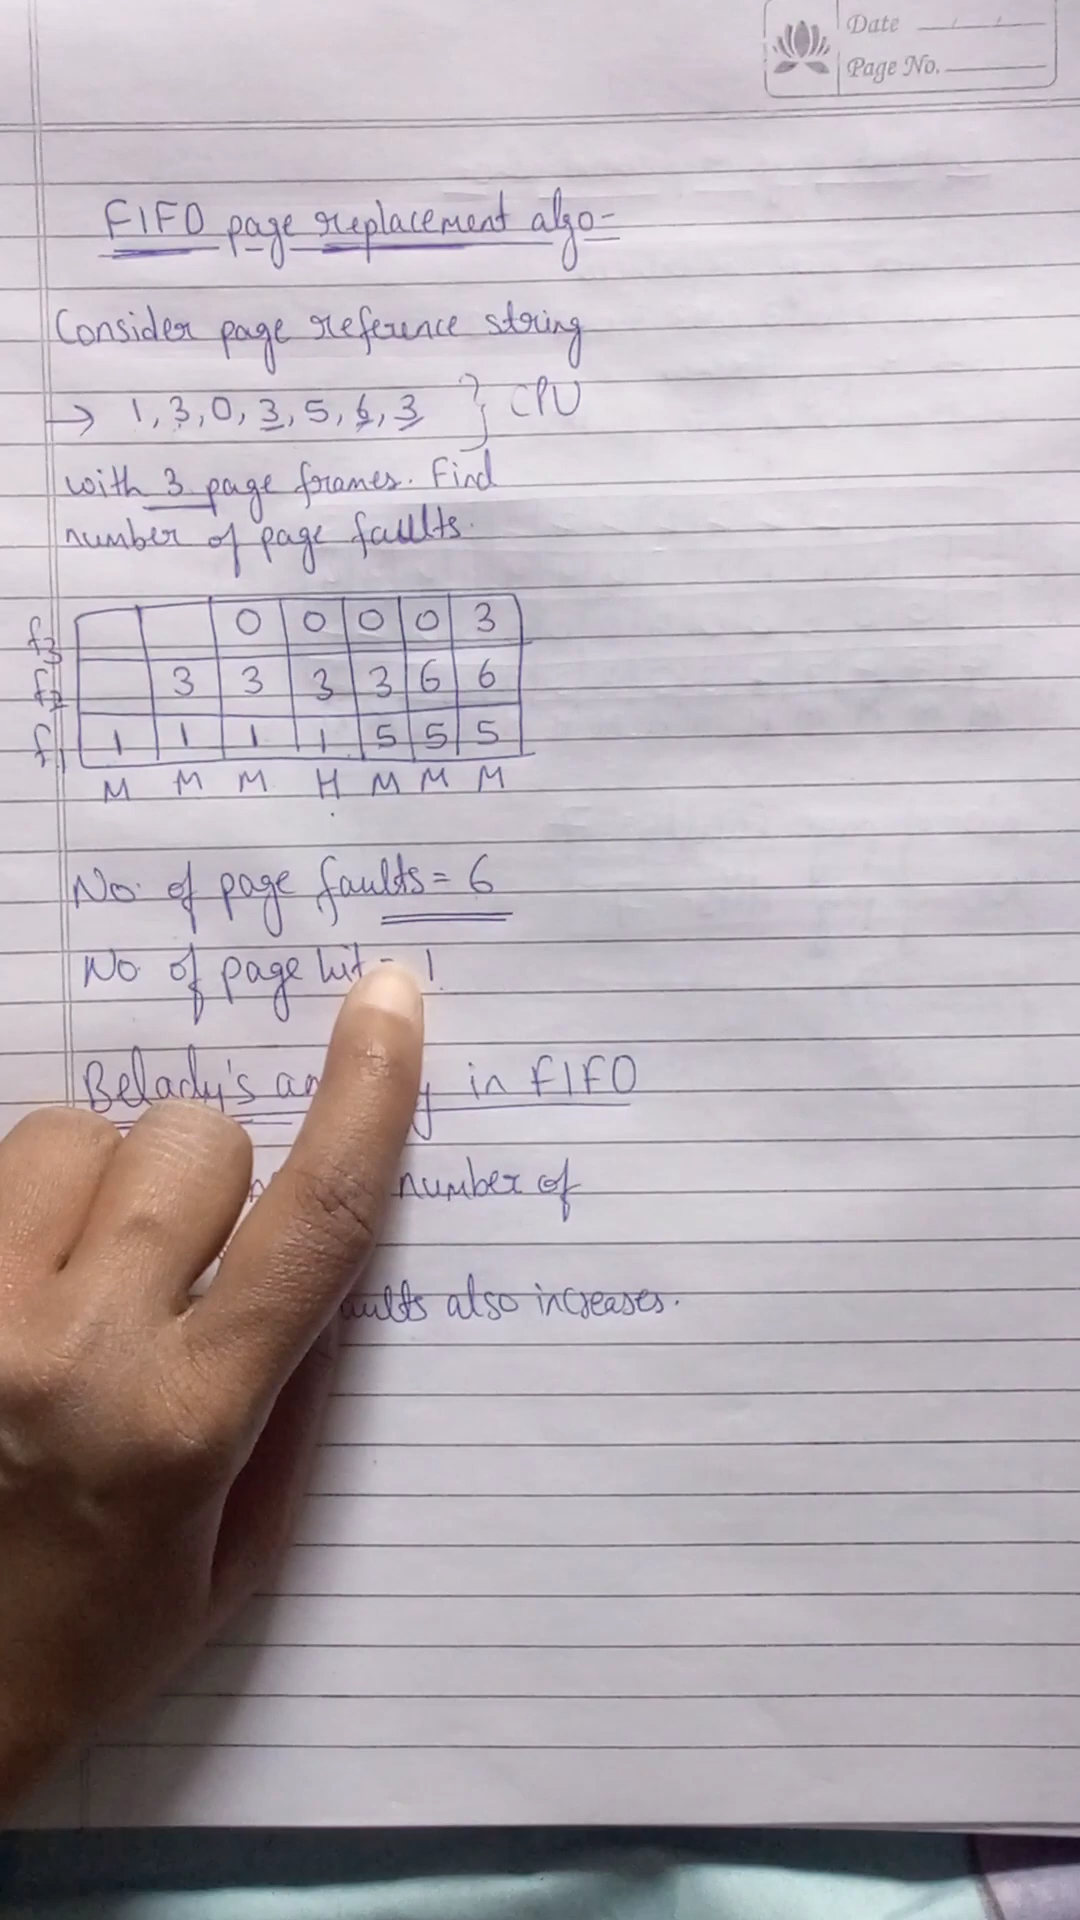 Date
Page No.
FIFO page replacement algo-
Consider page reference string
→ 1, 3, 0, 3, 5, 6, 3 } CPU
with 3 page frames. Find
number of page faults.
f3 0 0 0 0 3
f2 3 3 3 3 6 6
f1 1 1 1 1 5 5 5
M M M H M M M
No. of page faults = 6
No. of page hit = 1
Belady's in FIFO
number of
also increases.